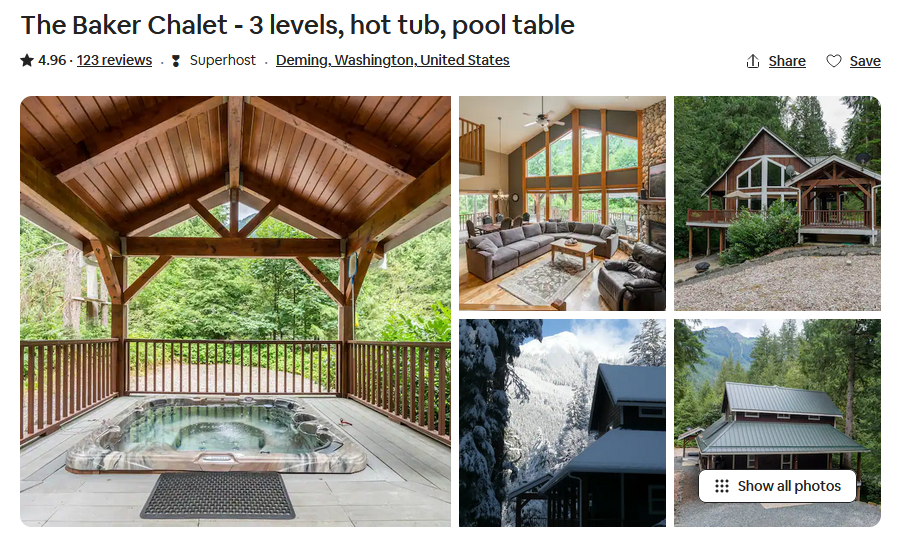 The Baker Chalet - 3 levels, hot tub, pool table
4.96 · 123 reviews · Superhost · Deming, Washington, United States Share Save
Show all photos